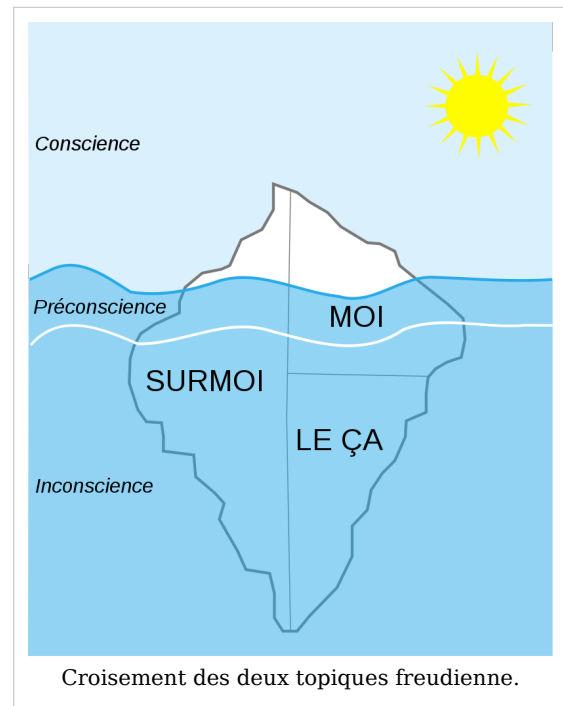 Conscience
Préconscience
MOI
SURMOI
LE ÇA
Inconscience
Croisement des deux topiques freudienne.